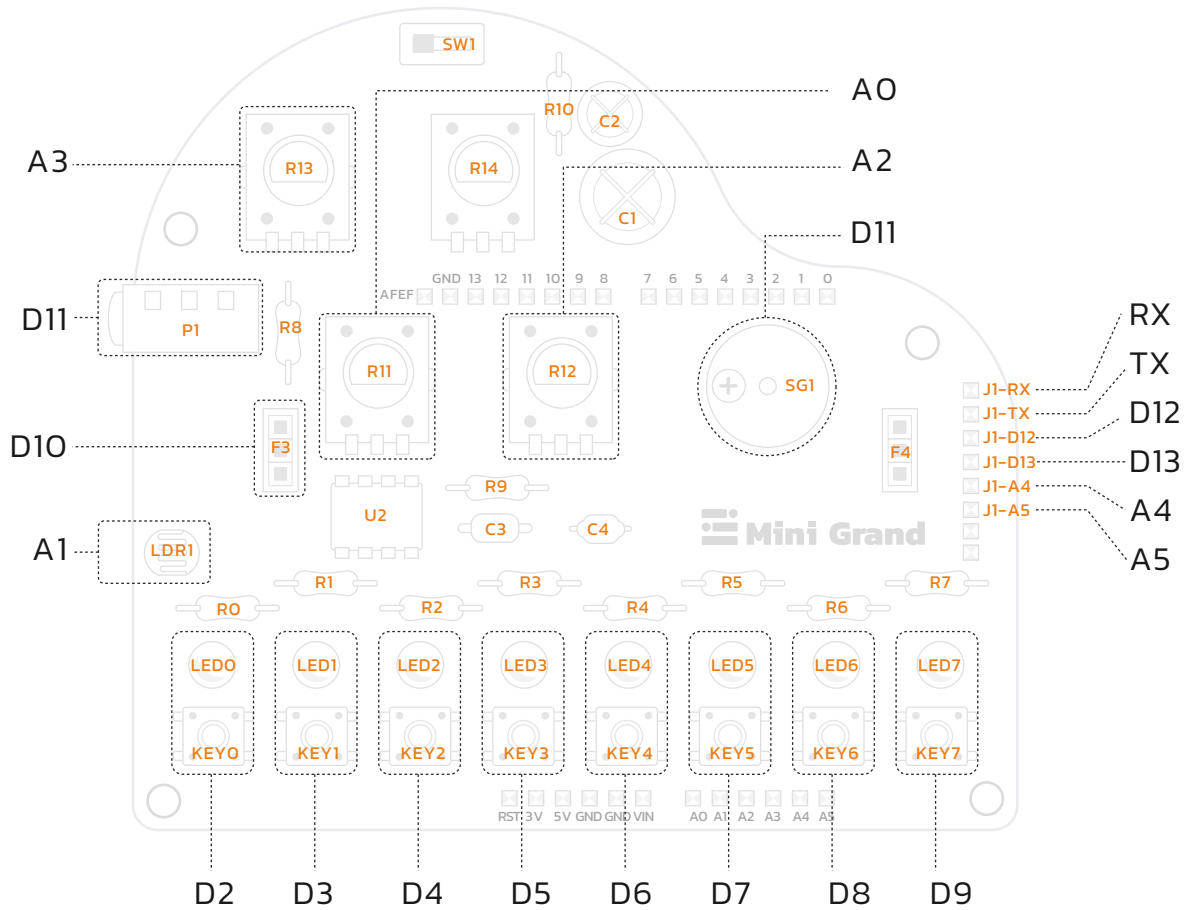 SW1
A0
R10
C2
A3
R13
R14
A2
C1
D11
GND 13 12 11 10 9 8 7 6 5 4 3 2 1 0
AFEF
D11
P1
R8
RX
R11
R12
SG1
TX
J1-RX
J1-TX
D12
J1-D12
D10
F3
F4
J1-D13
D13
J1-A4
R9
J1-A5
A4
U2
C3
C4
Mini Grand
A1
LDR1
A5
R1 R3 R5 R7
R0 R2 R4 R6
LED0 LED1 LED2 LED3 LED4 LED5 LED6 LED7
KEY0 KEY1 KEY2 KEY3 KEY4 KEY5 KEY6 KEY7
RST 3V 5V GND GND VIN A0 A1 A2 A3 A4 A5
D2 D3 D4 D5 D6 D7 D8 D9